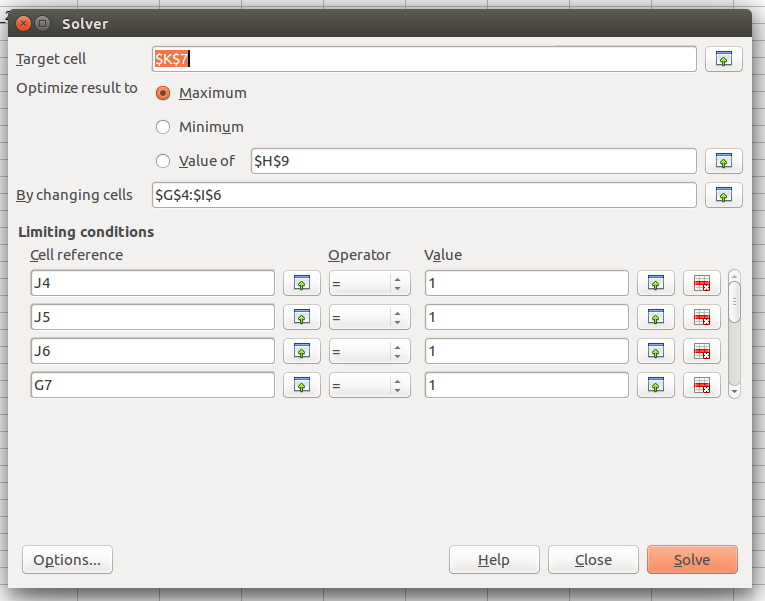 Solver
Target cell $K$7
Optimize result to
Maximum
Minimum
Value of $H$9
By changing cells $G$4:$I$6
Limiting conditions
Cell reference Operator Value
J4 = 1
J5 = 1
J6 = 1
G7 = 1
Options... Help Close Solve